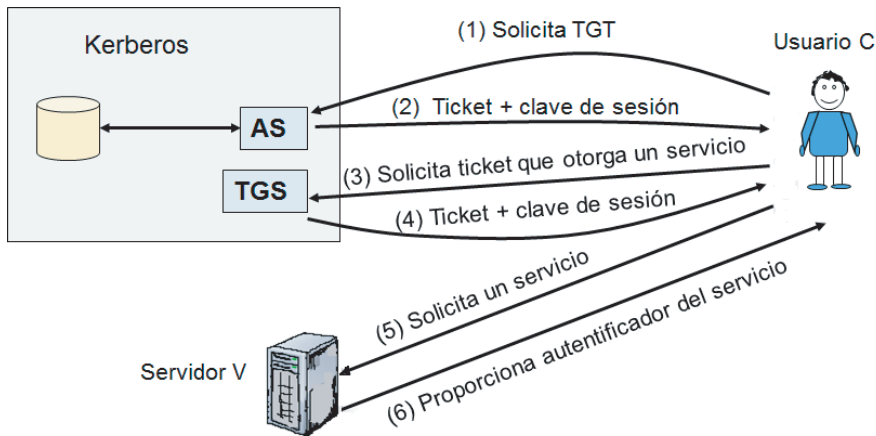 Kerberos
(1) Solicita TGT
Usuario C
(2) Ticket + clave de sesión
AS
(3) Solicita ticket que otorga un servicio
TGS
(4) Ticket + clave de sesión
(5) Solicita un servicio
(6) Proporciona autentificador del servicio
Servidor V